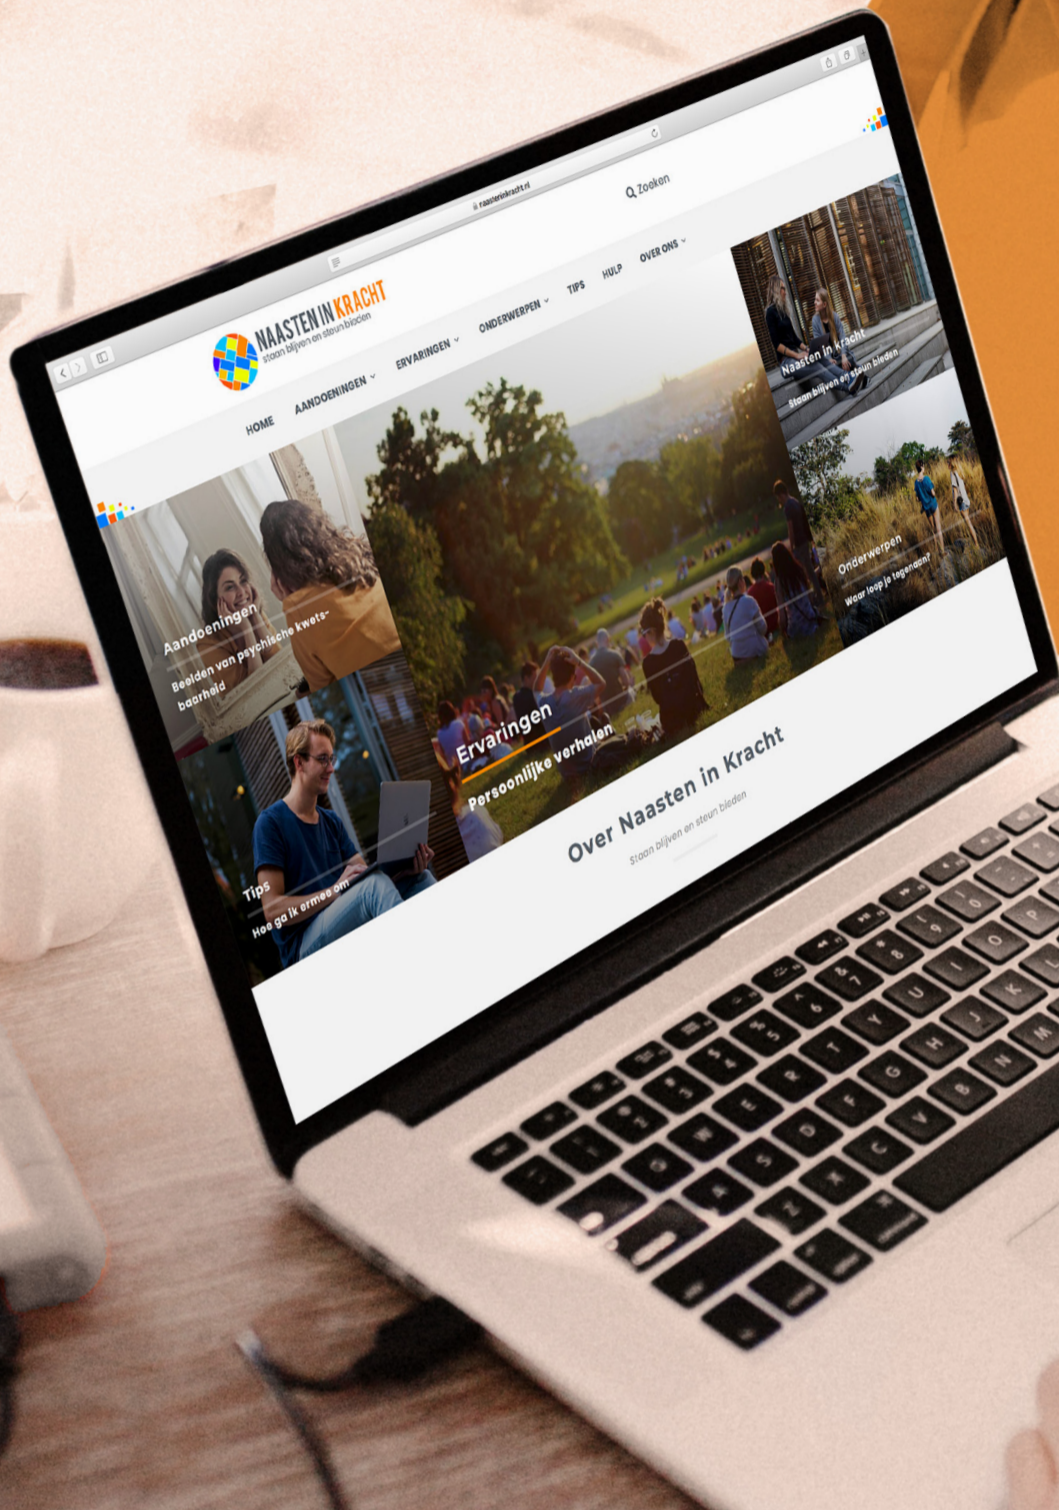 naasteninkracht.nl
Zoeken
NAASTEN IN KRACHT
staan blijven en steun bieden
HOME AANDOENINGEN ERVARINGEN ONDERWERPEN TIPS HULP OVER ONS
Aandoeningen
Beelden van psychische kwets-
baarheid
Ervaringen
Persoonlijke verhalen
Naasten in kracht
Staan blijven en steun bieden
Onderwerpen
Waar loop je tegenaan?
Tips
Hoe ga ik ermee om
Over Naasten in Kracht
Staan blijven en steun bieden